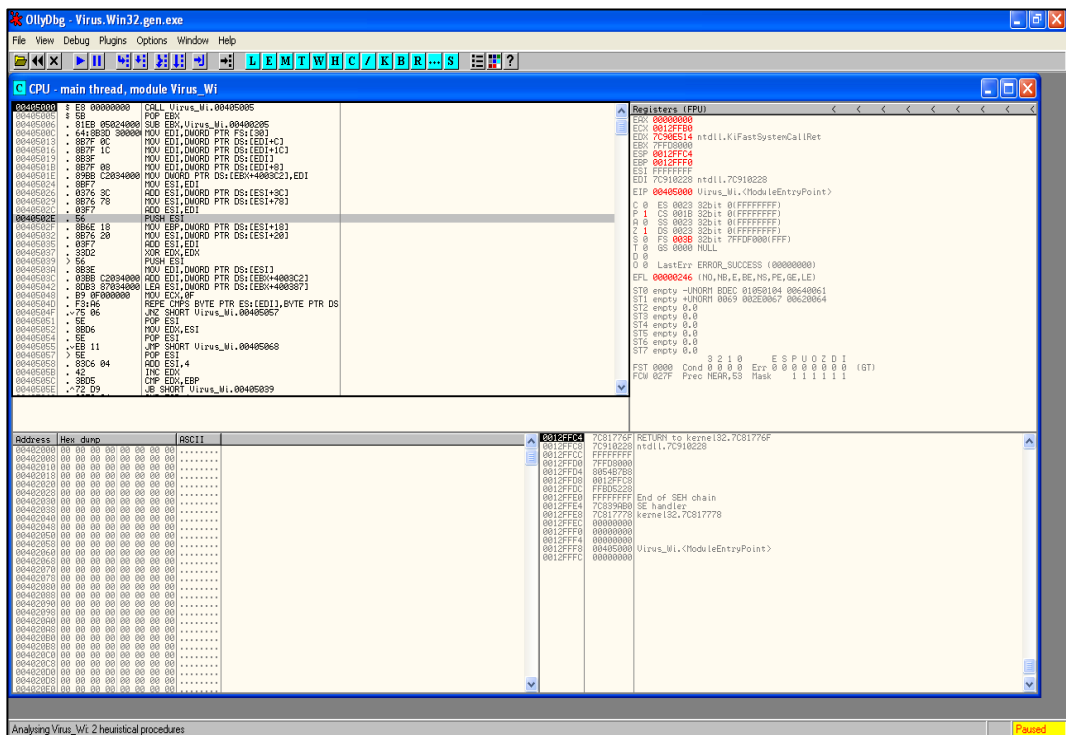 OllyDbg - Virus.Win32.gen.exe
File View Debug Plugins Options Window Help
L E M T W H C / K B R ... S ?
C CPU - main thread, module Virus_Wi
00405000 $ E8 00000000 CALL Virus_Wi.00405005
00405005 $ 5B POP EBX
00405006 . 81EB 05024000 SUB EBX,Virus_Wi.00400205
0040500C . 64:8B3D 30000 MOV EDI,DWORD PTR FS:[30]
00405013 . 8B7F 0C MOV EDI,DWORD PTR DS:[EDI+C]
00405016 . 8B7F 1C MOV EDI,DWORD PTR DS:[EDI+1C]
00405019 . 8B3F MOV EDI,DWORD PTR DS:[EDI]
0040501B . 8B7F 08 MOV EDI,DWORD PTR DS:[EDI+8]
0040501E . 89BB C2034000 MOV DWORD PTR DS:[EBX+4003C2],EDI
00405024 . 8BF7 MOV ESI,EDI
00405026 . 0376 3C ADD ESI,DWORD PTR DS:[ESI+3C]
00405029 . 8B76 78 MOV ESI,DWORD PTR DS:[ESI+78]
0040502C . 03F7 ADD ESI,EDI
0040502E . 56 PUSH ESI
0040502F . 8B6E 18 MOV EBP,DWORD PTR DS:[ESI+18]
00405032 . 8B76 20 MOV ESI,DWORD PTR DS:[ESI+20]
00405035 . 03F7 ADD ESI,EDI
00405037 . 33D2 XOR EDX,EDX
00405039 > 56 PUSH ESI
0040503A . 8B3E MOV EDI,DWORD PTR DS:[ESI]
0040503C . 03BB C2034000 ADD EDI,DWORD PTR DS:[EBX+4003C2]
00405042 . 8DB3 87034000 LEA ESI,DWORD PTR DS:[EBX+400387]
00405048 . B9 0F000000 MOV ECX,0F
0040504D . F3:A6 REPE CMPS BYTE PTR ES:[EDI],BYTE PTR DS
0040504F .v75 06 JNZ SHORT Virus_Wi.00405057
00405051 . 5E POP ESI
00405052 . 8BD6 MOV EDX,ESI
00405054 . 5E POP ESI
00405055 .vEB 11 JMP SHORT Virus_Wi.00405068
00405057 > 5E POP ESI
00405058 . 83C6 04 ADD ESI,4
0040505B . 42 INC EDX
0040505C . 3BD5 CMP EDX,EBP
0040505E .^72 D9 JB SHORT Virus_Wi.00405039
Registers (FPU) < < < < < < < <
EAX 00000000
ECX 0012FFB0
EDX 7C90E514 ntdll.KiFastSystemCallRet
EBX 7FFD8000
ESP 0012FFC4
EBP 0012FFF0
ESI FFFFFFFF
EDI 7C910228 ntdll.7C910228
EIP 00405000 Virus_Wi.<ModuleEntryPoint>
C 0 ES 0023 32bit 0(FFFFFFFF)
P 1 CS 001B 32bit 0(FFFFFFFF)
A 0 SS 0023 32bit 0(FFFFFFFF)
Z 1 DS 0023 32bit 0(FFFFFFFF)
S 0 FS 003B 32bit 7FFDF000(FFF)
T 0 GS 0000 NULL
D 0
O 0 LastErr ERROR_SUCCESS (00000000)
EFL 00000246 (NO,NB,E,BE,NS,PE,GE,LE)
ST0 empty -UNORM BDEC 01050104 00640061
ST1 empty +UNORM 0069 002E0067 00620064
ST2 empty 0.0
ST3 empty 0.0
ST4 empty 0.0
ST5 empty 0.0
ST6 empty 0.0
ST7 empty 0.0
3 2 1 0 E S P U O Z D I
FST 0000 Cond 0 0 0 0 Err 0 0 0 0 0 0 0 0 (GT)
FCW 027F Prec NEAR,53 Mask 1 1 1 1 1 1
Address Hex dump ASCII
00402000 00 00 00 00 00 00 00 00 ........
00402008 00 00 00 00 00 00 00 00 ........
00402010 00 00 00 00 00 00 00 00 ........
00402018 00 00 00 00 00 00 00 00 ........
00402020 00 00 00 00 00 00 00 00 ........
00402028 00 00 00 00 00 00 00 00 ........
00402030 00 00 00 00 00 00 00 00 ........
00402038 00 00 00 00 00 00 00 00 ........
00402040 00 00 00 00 00 00 00 00 ........
00402048 00 00 00 00 00 00 00 00 ........
00402050 00 00 00 00 00 00 00 00 ........
00402058 00 00 00 00 00 00 00 00 ........
00402060 00 00 00 00 00 00 00 00 ........
00402068 00 00 00 00 00 00 00 00 ........
00402070 00 00 00 00 00 00 00 00 ........
00402078 00 00 00 00 00 00 00 00 ........
00402080 00 00 00 00 00 00 00 00 ........
00402088 00 00 00 00 00 00 00 00 ........
00402090 00 00 00 00 00 00 00 00 ........
00402098 00 00 00 00 00 00 00 00 ........
004020A0 00 00 00 00 00 00 00 00 ........
004020A8 00 00 00 00 00 00 00 00 ........
004020B0 00 00 00 00 00 00 00 00 ........
004020B8 00 00 00 00 00 00 00 00 ........
004020C0 00 00 00 00 00 00 00 00 ........
004020C8 00 00 00 00 00 00 00 00 ........
004020D0 00 00 00 00 00 00 00 00 ........
004020D8 00 00 00 00 00 00 00 00 ........
004020E0 00 00 00 00 00 00 00 00 ........
0012FFC4 7C81776F RETURN to kernel32.7C81776F
0012FFC8 7C910228 ntdll.7C910228
0012FFCC FFFFFFFF
0012FFD0 7FFD8000
0012FFD4 8054B7B8
0012FFD8 0012FFC8
0012FFDC FFBD5228
0012FFE0 FFFFFFFF End of SEH chain
0012FFE4 7C839AB0 SE handler
0012FFE8 7C817778 kernel32.7C817778
0012FFEC 00000000
0012FFF0 00000000
0012FFF4 00000000
0012FFF8 00405000 Virus_Wi.<ModuleEntryPoint>
0012FFFC 00000000
Analysing Virus_Wi: 2 heuristical procedures
Paused